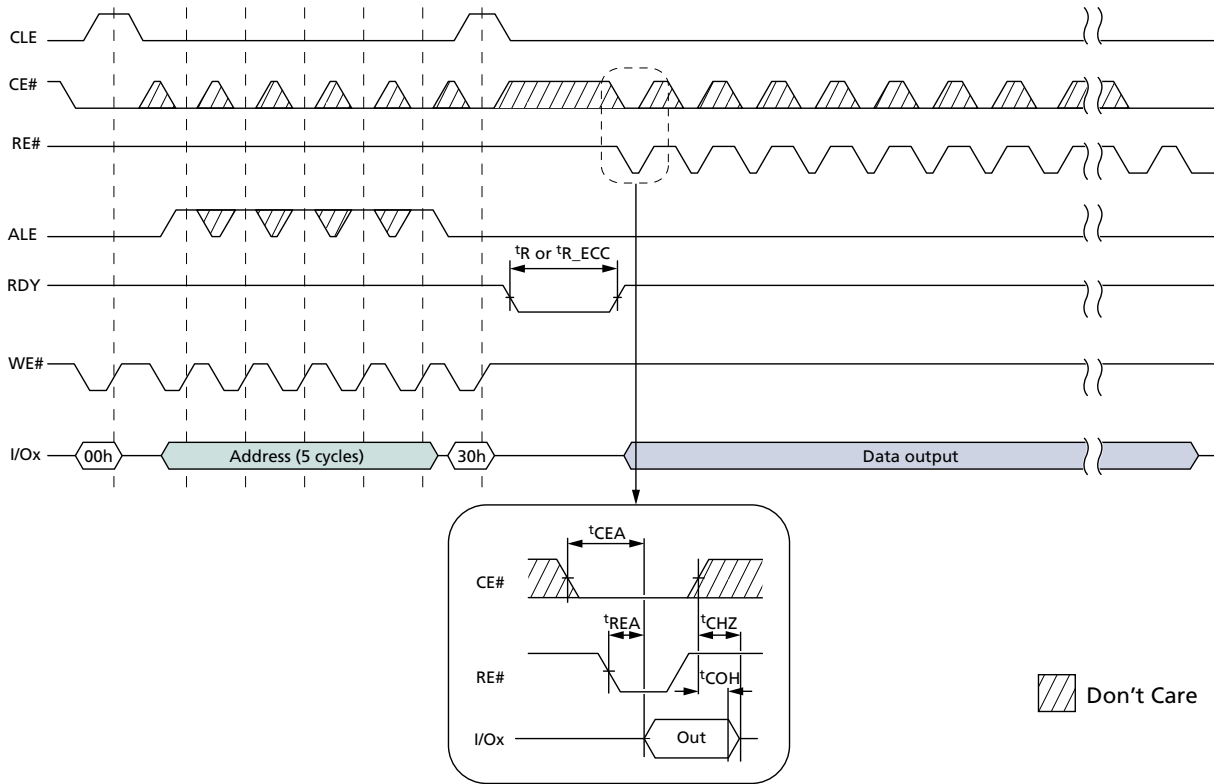 CLE
CE#
RE#
ALE
tR or tR_ECC
RDY
WE#
I/Ox
00h
Address (5 cycles)
30h
Data output
tCEA
CE#
tREA
tCHZ
RE#
tCOH
I/Ox
Out
Don't Care